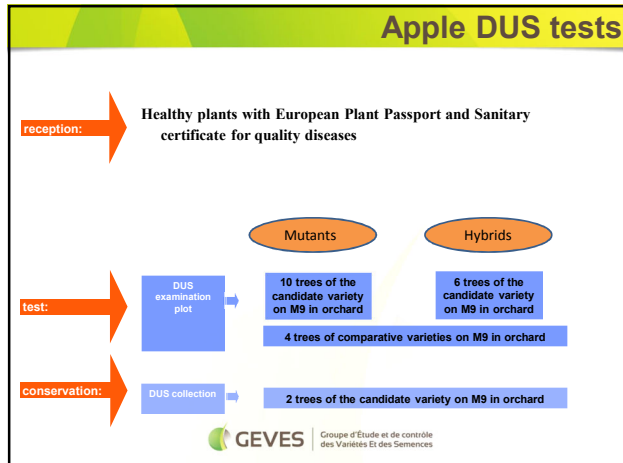 Apple DUS tests
reception:
Healthy plants with European Plant Passport and Sanitary
certificate for quality diseases
Mutants
Hybrids
test:
DUS
examination
plot
10 trees of the
candidate variety
on M9 in orchard
6 trees of the
candidate variety
on M9 in orchard
4 trees of comparative varieties on M9 in orchard
conservation:
DUS collection
2 trees of the candidate variety on M9 in orchard
GEVES
Groupe d'Étude et de contrôle
des Variétés Et des Semences